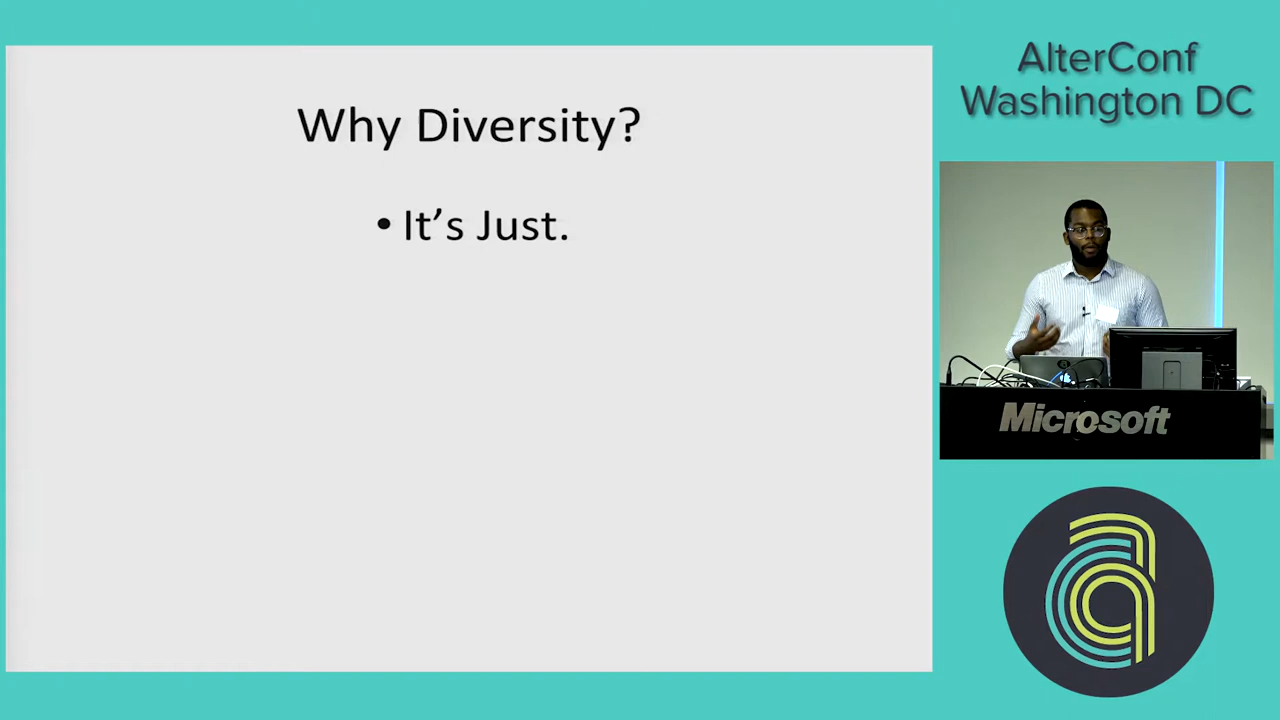 Why Diversity?
• It's Just.
AlterConf
Washington DC
Microsoft